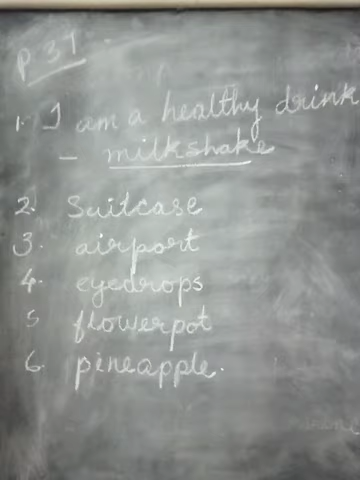 P 37
1. I am a healthy drink
- milkshake
2. Suitcase
3. airport
4. eyedrops
5 flowerpot
6. pineapple.